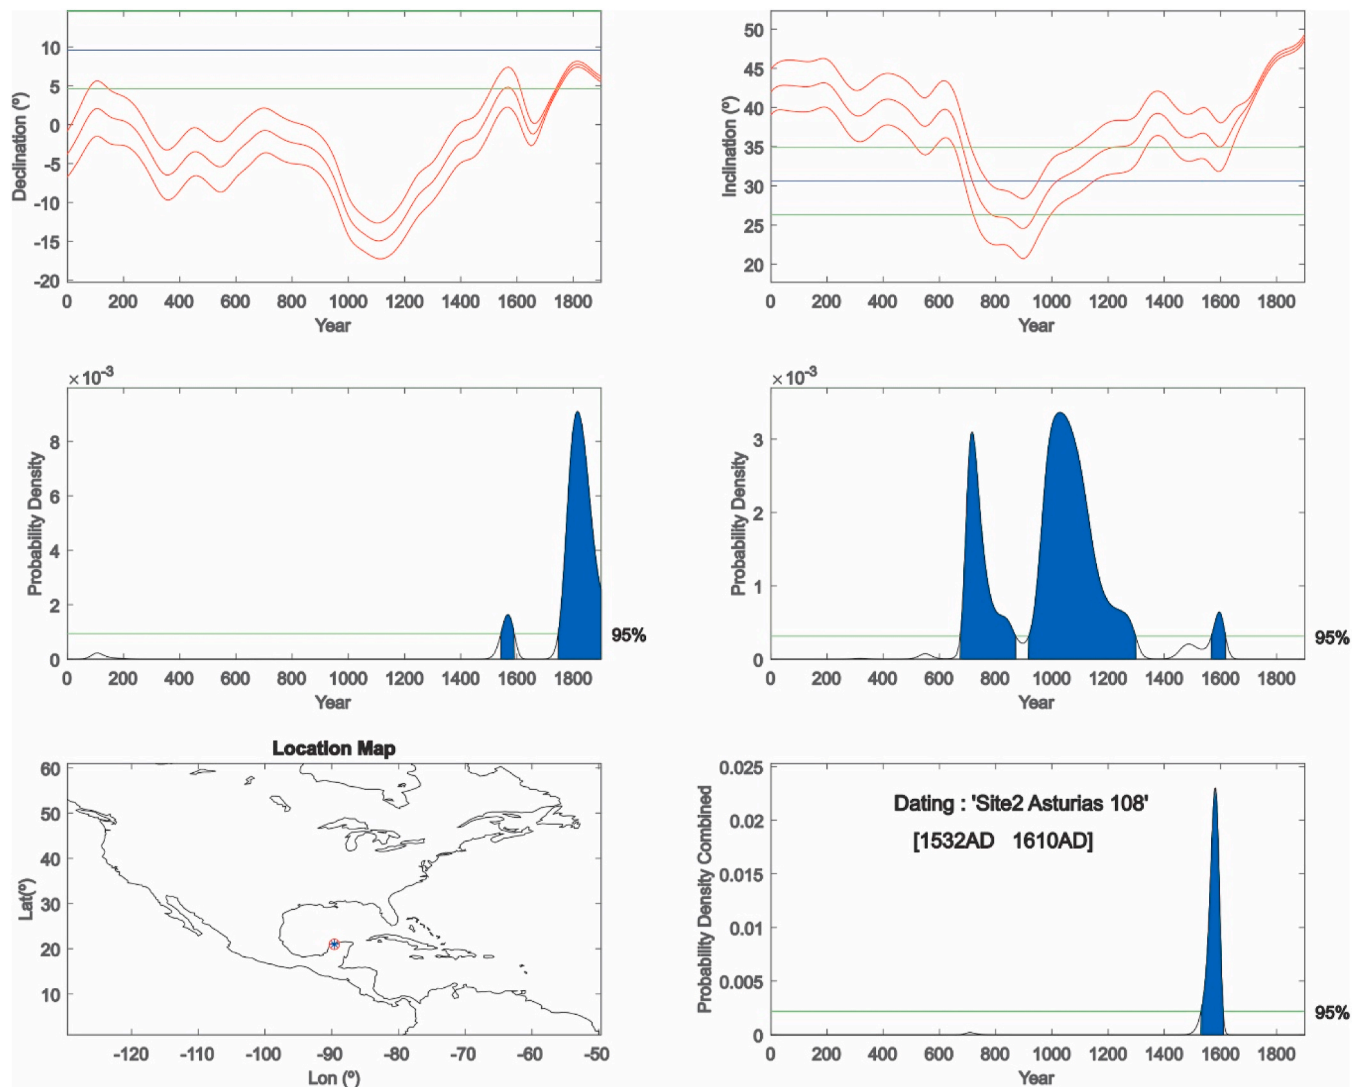 10
5
0
-5
-10
-15
-20
Declination (º)
0 200 400 600 800 1000 1200 1400 1600 1800
Year
50
45
40
35
30
25
20
Inclination (º)
0 200 400 600 800 1000 1200 1400 1600 1800
Year
×10⁻³
8
6
4
2
0
Probability Density
95%
0 200 400 600 800 1000 1200 1400 1600 1800
Year
×10⁻³
3
2
1
0
Probability Density
95%
0 200 400 600 800 1000 1200 1400 1600 1800
Year
Location Map
60
50
40
30
20
10
Lat(º)
-120 -110 -100 -90 -80 -70 -60 -50
Lon (º)
0.025
0.02
0.015
0.01
0.005
0
Probability Density Combined
Dating : 'Site2 Asturias 108'
[1532AD 1610AD]
95%
0 200 400 600 800 1000 1200 1400 1600 1800
Year